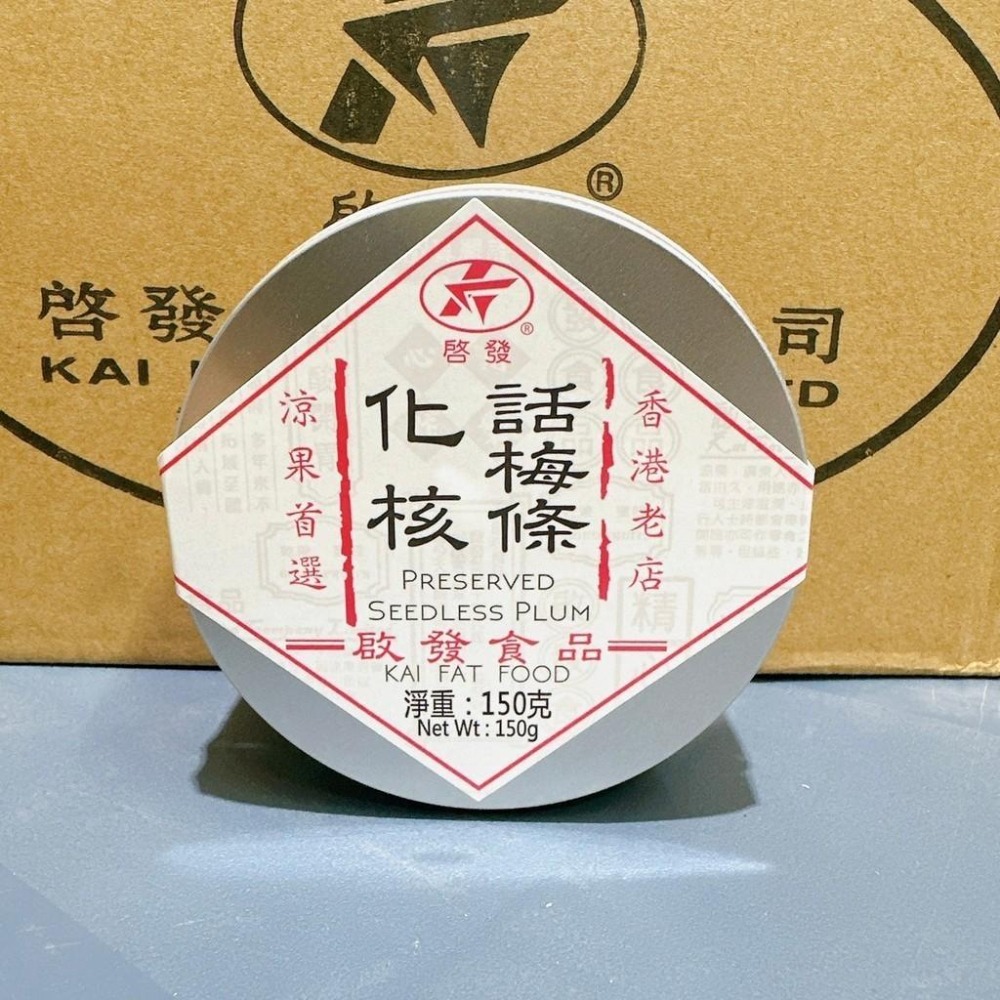 ®
啓發
司
KAI
啓發
®
香港老店
話梅條
化核
涼果首選
PRESERVED
SEEDLESS PLUM
啟發食品
KAI FAT FOOD
淨重：150克
Net Wt : 150g